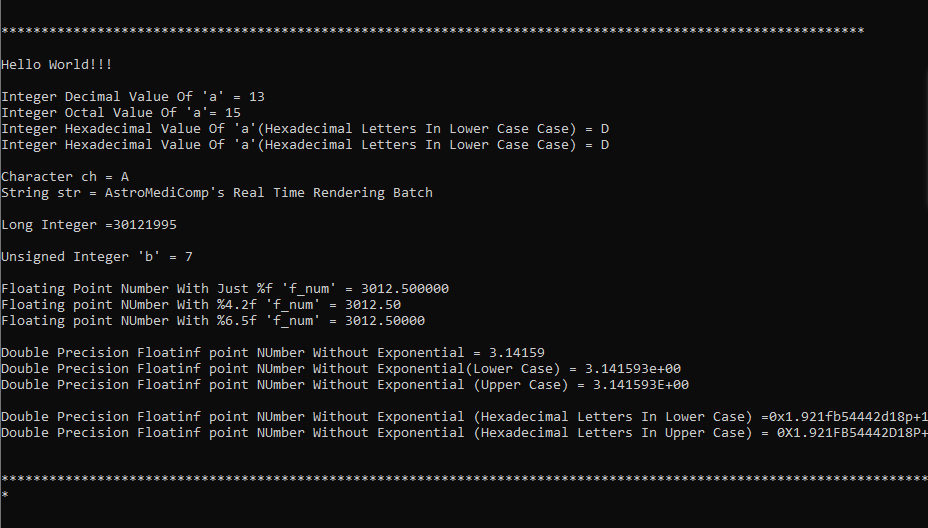 ************************************************************************************************************
Hello World!!!
Integer Decimal Value Of 'a' = 13
Integer Octal Value Of 'a'= 15
Integer Hexadecimal Value Of 'a'(Hexadecimal Letters In Lower Case Case) = D
Integer Hexadecimal Value Of 'a'(Hexadecimal Letters In Lower Case Case) = D
Character ch = A
String str = AstroMediComp's Real Time Rendering Batch
Long Integer =30121995
Unsigned Integer 'b' = 7
Floating Point Number With Just %f 'f_num' = 3012.500000
Floating point NUmber With %4.2f 'f_num' = 3012.50
Floating point NUmber With %6.5f 'f_num' = 3012.50000
Double Precision Floatinf point NUmber Without Exponential = 3.14159
Double Precision Floatinf point NUmber Without Exponential(Lower Case) = 3.141593e+00
Double Precision Floatinf point NUmber Without Exponential (Upper Case) = 3.141593E+00
Double Precision Floatinf point NUmber Without Exponential (Hexadecimal Letters In Lower Case) =0x1.921fb54442d18p+1
Double Precision Floatinf point NUmber Without Exponential (Hexadecimal Letters In Upper Case) = 0X1.921FB54442D18P+
********************************************************************************************************************
*